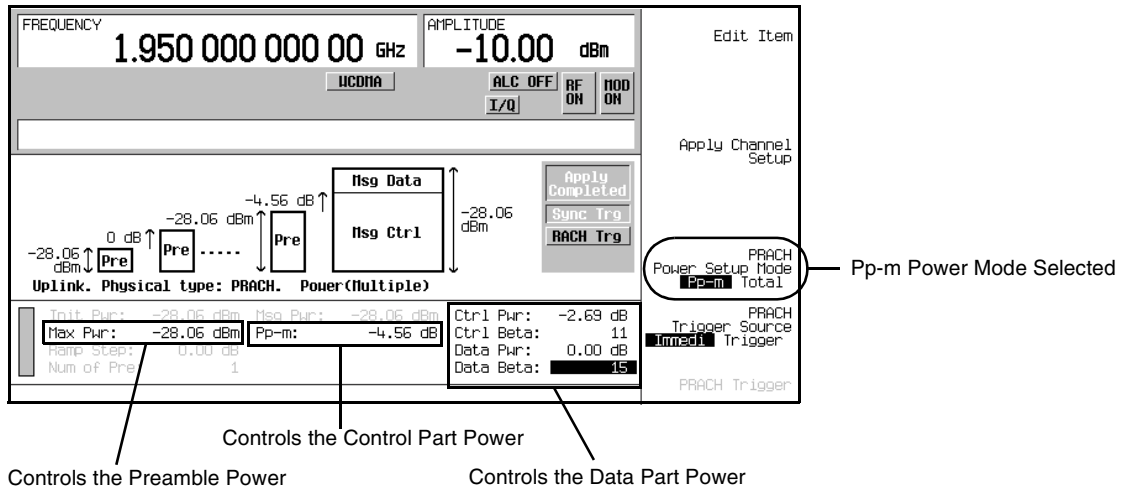 FREQUENCY
1.950 000 000 00 GHz
AMPLITUDE
-10.00 dBm
WCDMA
ALC OFF
I/Q
RF
ON
MOD
ON
Edit Item
Apply Channel
Setup
Apply
Completed
Sync Trg
RACH Trg
Msg Data
Msg Ctrl
-28.06
dBm
-4.56 dB
Pre
-28.06 dBm
Pre
.....
0 dB
-28.06
dBm
Pre
Uplink. Physical type: PRACH. Power(Multiple)
PRACH
Power Setup Mode
Pp-m Total
Pp-m Power Mode Selected
Init Pwr: -28.06 dBm
Max Pwr: -28.06 dBm
Ramp Step: 0.00 dB
Num of Pre 1
Msg Pwr: -28.06 dBm
Pp-m: -4.56 dB
Ctrl Pwr: -2.69 dB
Ctrl Beta: 11
Data Pwr: 0.00 dB
Data Beta: 15
PRACH
Trigger Source
Immedi Trigger
PRACH Trigger
Controls the Control Part Power
Controls the Preamble Power
Controls the Data Part Power